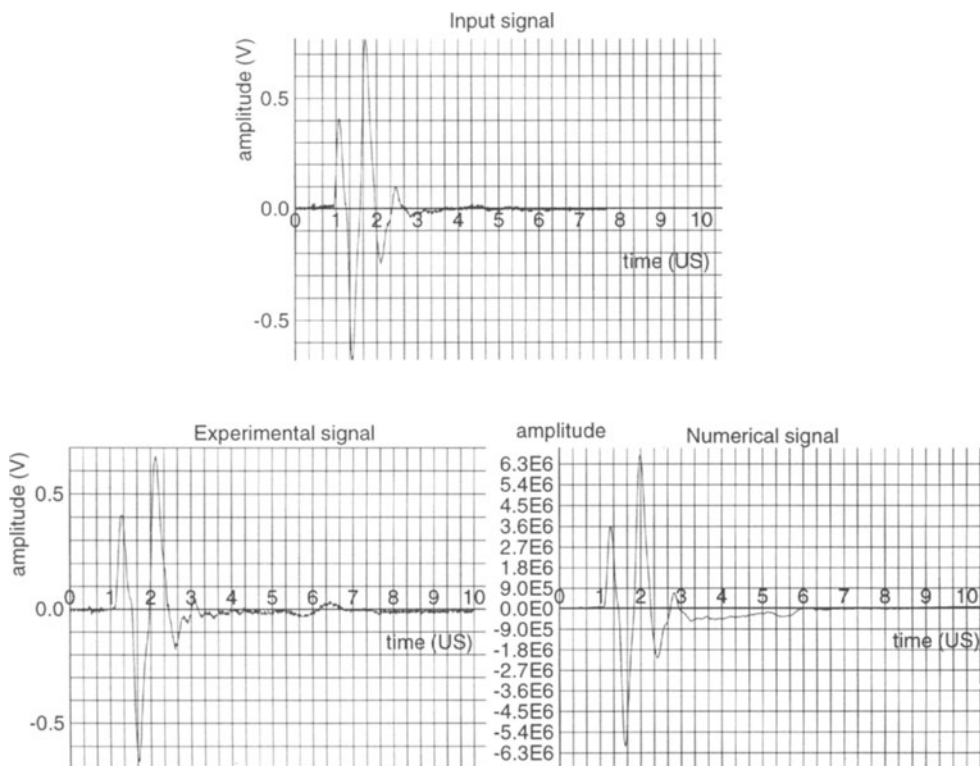 Input signal
amplitude (V)
0.5
0.0
0 1 2 3 4 5 6 7 8 9 10
time (US)
-0.5
Experimental signal
amplitude (V)
0.5
0.0
0 1 2 3 4 5 6 7 8 9 10
time (US)
-0.5
amplitude
Numerical signal
6.3E6
5.4E6
4.5E6
3.6E6
2.7E6
1.8E6
9.0E5
0.0E0
0 1 2 3 4 5 6 7 8 9 10
-9.0E5
time (US)
-1.8E6
-2.7E6
-3.6E6
-4.5E6
-5.4E6
-6.3E6